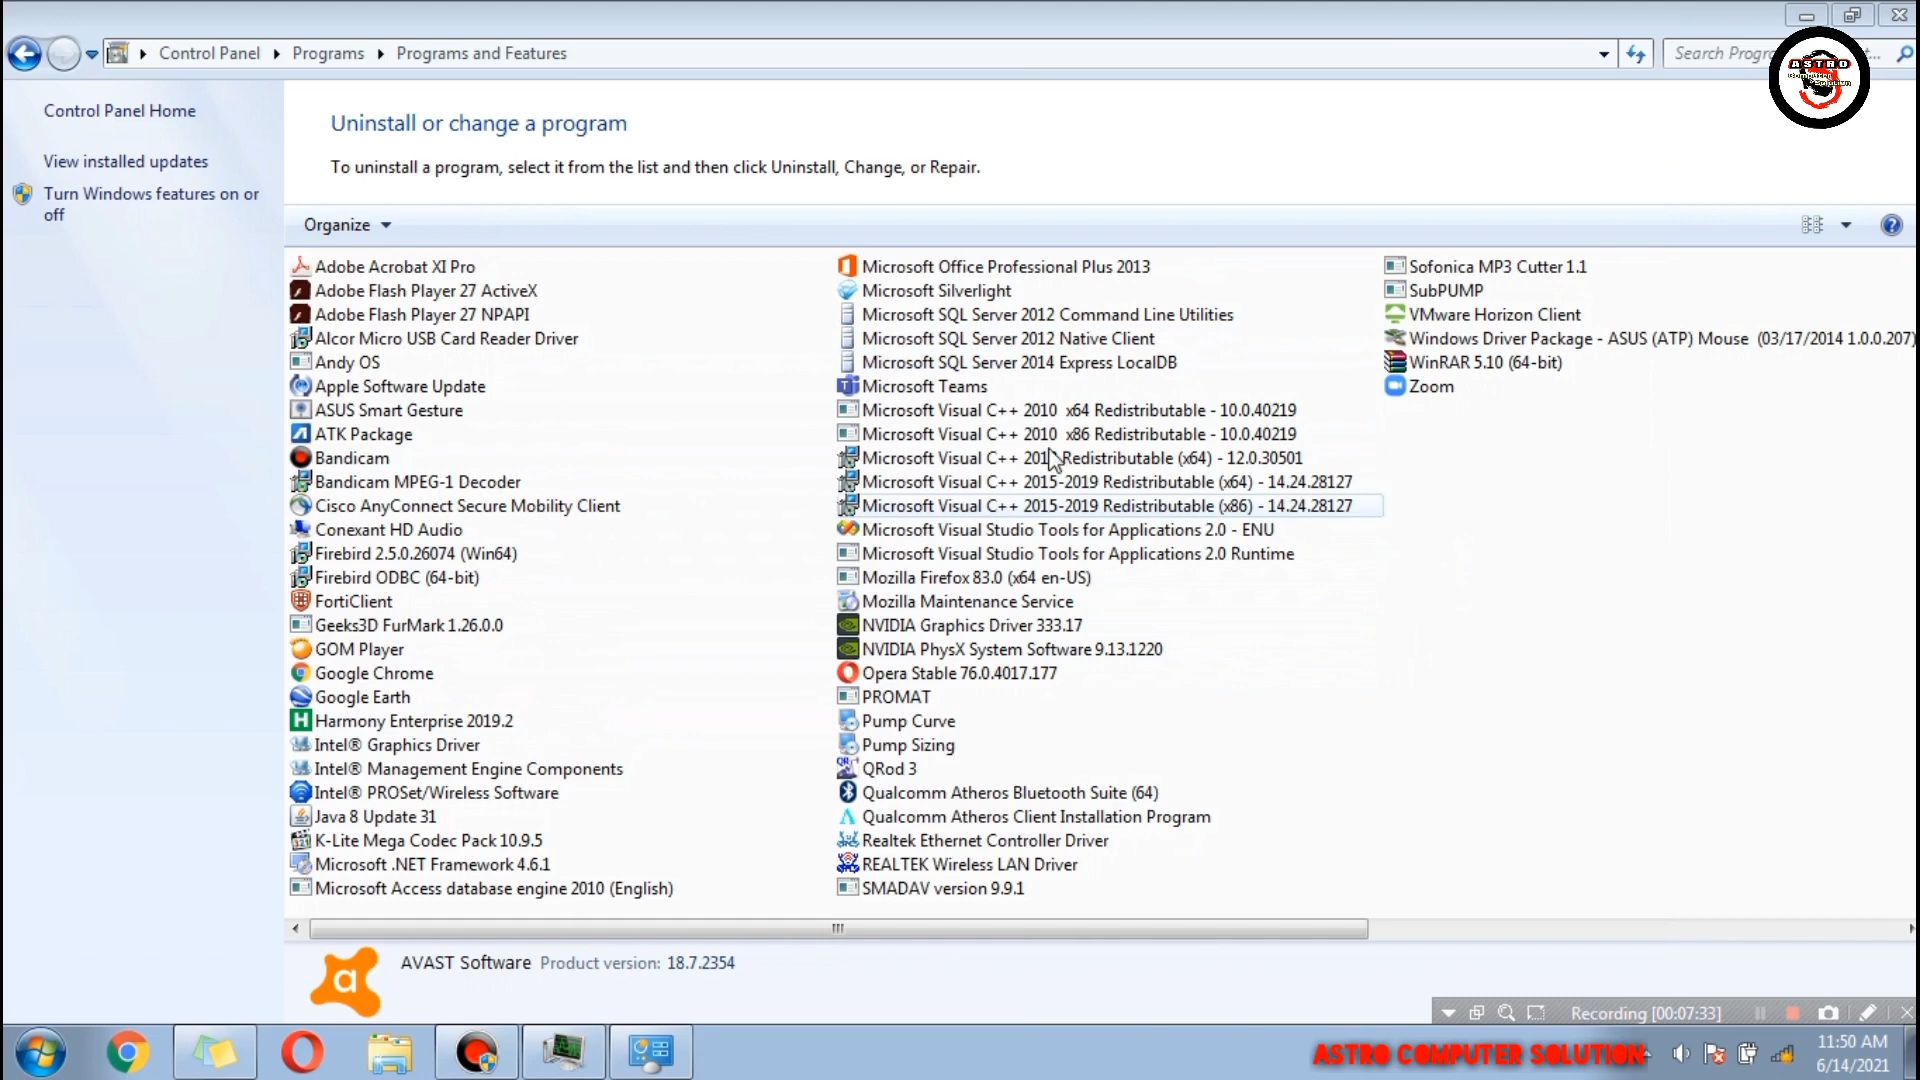 Control Panel
Programs
Programs and Features
Search Progra
ASTRO
Computer
Solution
Control Panel Home
View installed updates
Turn Windows features on or
off
Uninstall or change a program
To uninstall a program, select it from the list and then click Uninstall, Change, or Repair.
Organize
Adobe Acrobat XI Pro
Adobe Flash Player 27 ActiveX
Adobe Flash Player 27 NPAPI
Alcor Micro USB Card Reader Driver
Andy OS
Apple Software Update
ASUS Smart Gesture
ATK Package
Bandicam
Bandicam MPEG-1 Decoder
Cisco AnyConnect Secure Mobility Client
Conexant HD Audio
Firebird 2.5.0.26074 (Win64)
Firebird ODBC (64-bit)
FortiClient
Geeks3D FurMark 1.26.0.0
GOM Player
Google Chrome
Google Earth
Harmony Enterprise 2019.2
Intel® Graphics Driver
Intel® Management Engine Components
Intel® PROSet/Wireless Software
Java 8 Update 31
K-Lite Mega Codec Pack 10.9.5
Microsoft .NET Framework 4.6.1
Microsoft Access database engine 2010 (English)
Microsoft Office Professional Plus 2013
Microsoft Silverlight
Microsoft SQL Server 2012 Command Line Utilities
Microsoft SQL Server 2012 Native Client
Microsoft SQL Server 2014 Express LocalDB
Microsoft Teams
Microsoft Visual C++ 2010 x64 Redistributable - 10.0.40219
Microsoft Visual C++ 2010 x86 Redistributable - 10.0.40219
Microsoft Visual C++ Redistributable (x64) - 12.0.30501
Microsoft Visual C++ 2015-2019 Redistributable (x64) - 14.24.28127
Microsoft Visual C++ 2015-2019 Redistributable (x86) - 14.24.28127
Microsoft Visual Studio Tools for Applications 2.0 - ENU
Microsoft Visual Studio Tools for Applications 2.0 Runtime
Mozilla Firefox 83.0 (x64 en-US)
Mozilla Maintenance Service
NVIDIA Graphics Driver 333.17
NVIDIA PhysX System Software 9.13.1220
Opera Stable 76.0.4017.177
PROMAT
Pump Curve
Pump Sizing
QRod 3
Qualcomm Atheros Bluetooth Suite (64)
Qualcomm Atheros Client Installation Program
Realtek Ethernet Controller Driver
REALTEK Wireless LAN Driver
SMADAV version 9.9.1
Sofonica MP3 Cutter 1.1
SubPUMP
VMware Horizon Client
Windows Driver Package - ASUS (ATP) Mouse (03/17/2014 1.0.0.207)
WinRAR 5.10 (64-bit)
Zoom
AVAST Software Product version: 18.7.2354
Recording [00:07:33]
ASTRO COMPUTER SOLUTION
11:50 AM
6/14/2021